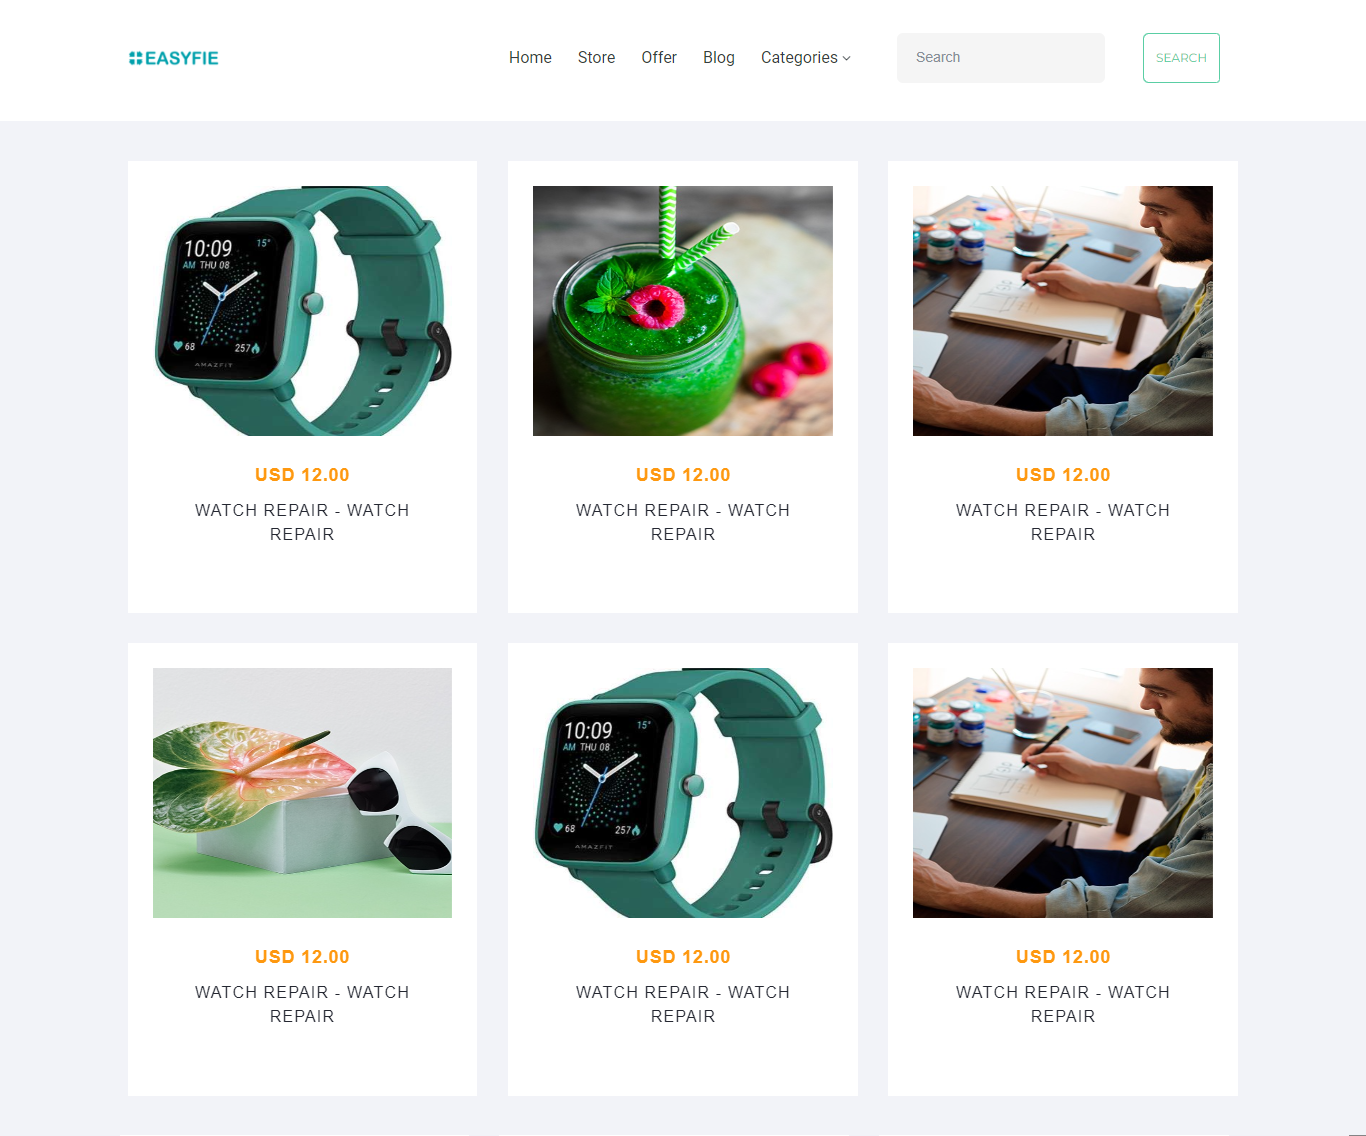 EASYFIE
Home Store Offer Blog Categories
Search
SEARCH
10:09
15°
AM THU 08
68
257
AMAZFIT
USD 12.00
WATCH REPAIR - WATCH
REPAIR
USD 12.00
WATCH REPAIR - WATCH
REPAIR
USD 12.00
WATCH REPAIR - WATCH
REPAIR
10:09
15°
AM THU 08
68
257
AMAZFIT
USD 12.00
WATCH REPAIR - WATCH
REPAIR
USD 12.00
WATCH REPAIR - WATCH
REPAIR
USD 12.00
WATCH REPAIR - WATCH
REPAIR